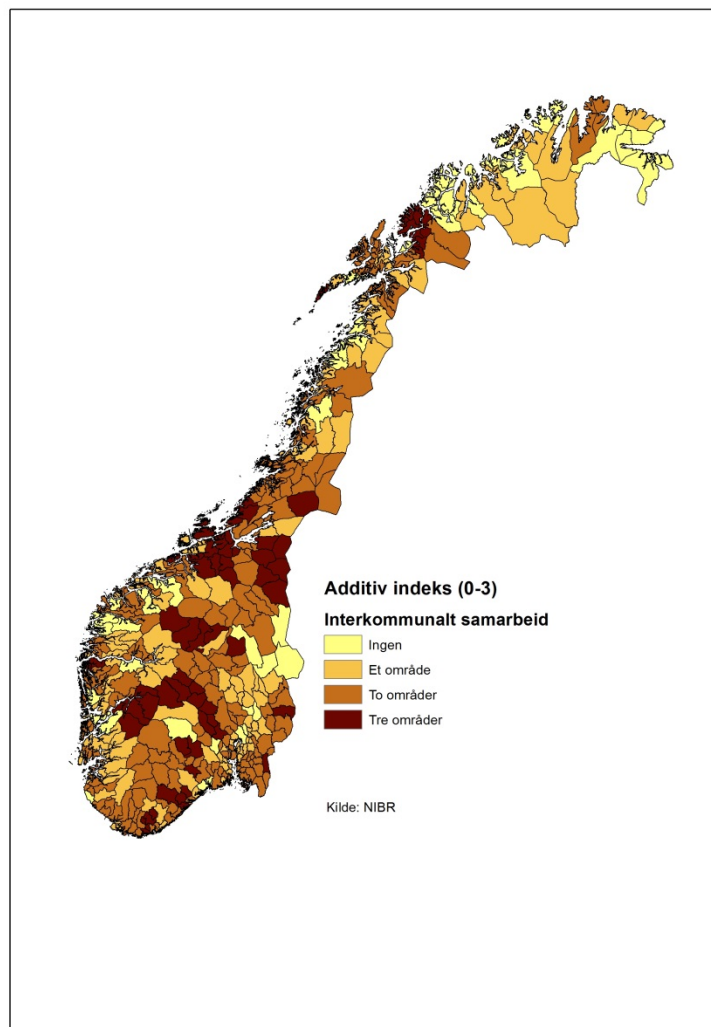 Additiv indeks (0-3)
Interkommunalt samarbeid
Ingen
Et område
To områder
Tre områder
Kilde: NIBR